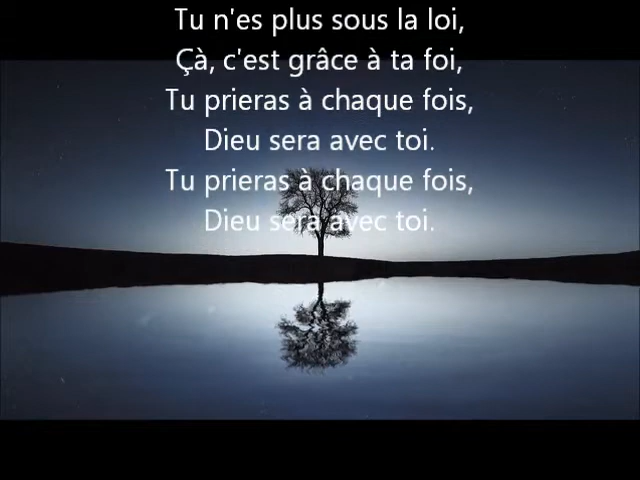 Tu n'es plus sous la loi,
Çà, c'est grâce à ta foi,
Tu prieras à chaque fois,
Dieu sera avec toi.
Tu prieras à chaque fois,
Dieu sera avec toi.